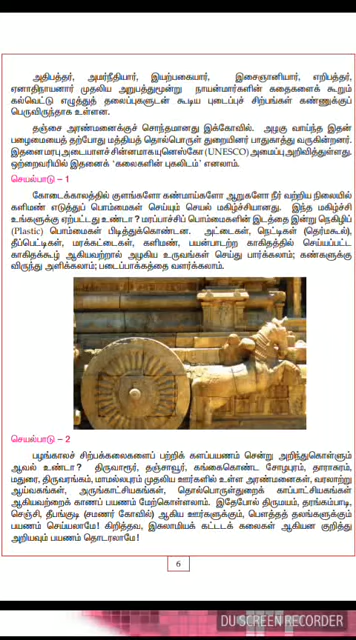 அதிபத்தர், அமர்நீதியார், இயற்பகையார், இசைஞானியார், எறிபத்தர்,
ஏனாதிநாயனார் முதலிய அறுபத்துமூன்று நாயன்மார்களின் கதைகளைக் கூறும்
கல்வெட்டு எழுத்துத் தலைப்புகளுடன் கூடிய புடைப்புச் சிற்பங்கள் கண்ணுக்குப்
பெருவிருந்தாக உள்ளன.
தஞ்சை அரண்மனைக்குச் சொந்தமானது இக்கோவில். அழகு வாய்ந்த இதன்
பழைமையைத் தற்போது மத்தியத் தொல்பொருள் துறையினர் பாதுகாத்து வருகின்றனர்.
இதனை மரபு அடையாளச் சின்னமாக யுனெஸ்கோ (UNESCO) அமைப்பு அறிவித்துள்ளது.
ஒற்றைவரியில் இதனைக் 'கலைகளின் புகலிடம்' எனலாம்.
செயல்பாடு - 1
கோடைக்காலத்தில் குளங்களோ கண்மாய்களோ ஆறுகளோ நீர் வற்றிய நிலையில்
களிமண் எடுத்துப் பொம்மைகள் செய்யும் செயல் மகிழ்ச்சியானது. இந்த மகிழ்ச்சி
உங்களுக்கு ஏற்பட்டது உண்டா? மரப்பாச்சிப் பொம்மைகளின் இடத்தை இன்று நெகிழிப்
(Plastic) பொம்மைகள் பிடித்துக்கொண்டன. அட்டைகள், நெட்டிகள் (தெர்மகூல்),
தீப்பெட்டிகள், மரக்கட்டைகள், களிமண், பயன்பாடற்ற காகிதத்தில் செய்யப்பட்ட
காகிதக்கூழ் ஆகியவற்றால் அழகிய உருவங்கள் செய்து பார்க்கலாம்; கண்களுக்கு
விருந்து அளிக்கலாம்; படைப்பாக்கத்தை வளர்க்கலாம்.
செயல்பாடு - 2
பழங்காலச் சிற்பக்கலைகளைப் பற்றிக் களப்பயணம் சென்று அறிந்துகொள்ளும்
ஆவல் உண்டா? திருவாரூர், தஞ்சாவூர், கங்கைகொண்ட சோழபுரம், தாராசுரம்,
மதுரை, திருவரங்கம், மாமல்லபுரம் முதலிய ஊர்களில் உள்ள அரண்மனைகள், வரலாற்று
ஆய்வகங்கள், அருங்காட்சியகங்கள், தொல்பொருள்துறைக் காப்பாட்சியகங்கள்
ஆகியவற்றைக் காணப் பயணம் மேற்கொள்ளலாம். இதேபோல் திருமயம், தரங்கம்பாடி,
செஞ்சி, தீபங்குடி (சமணர் கோவில்) ஆகிய ஊர்களுக்கும், பௌத்தத் தலங்களுக்கும்
பயணம் செய்யலாமே! கிறித்தவ, இசுலாமியக் கட்டடக் கலைகள் ஆகியன குறித்து
அறியவும் பயணம் தொடரலாமே!
6
DU SCREEN RECORDER